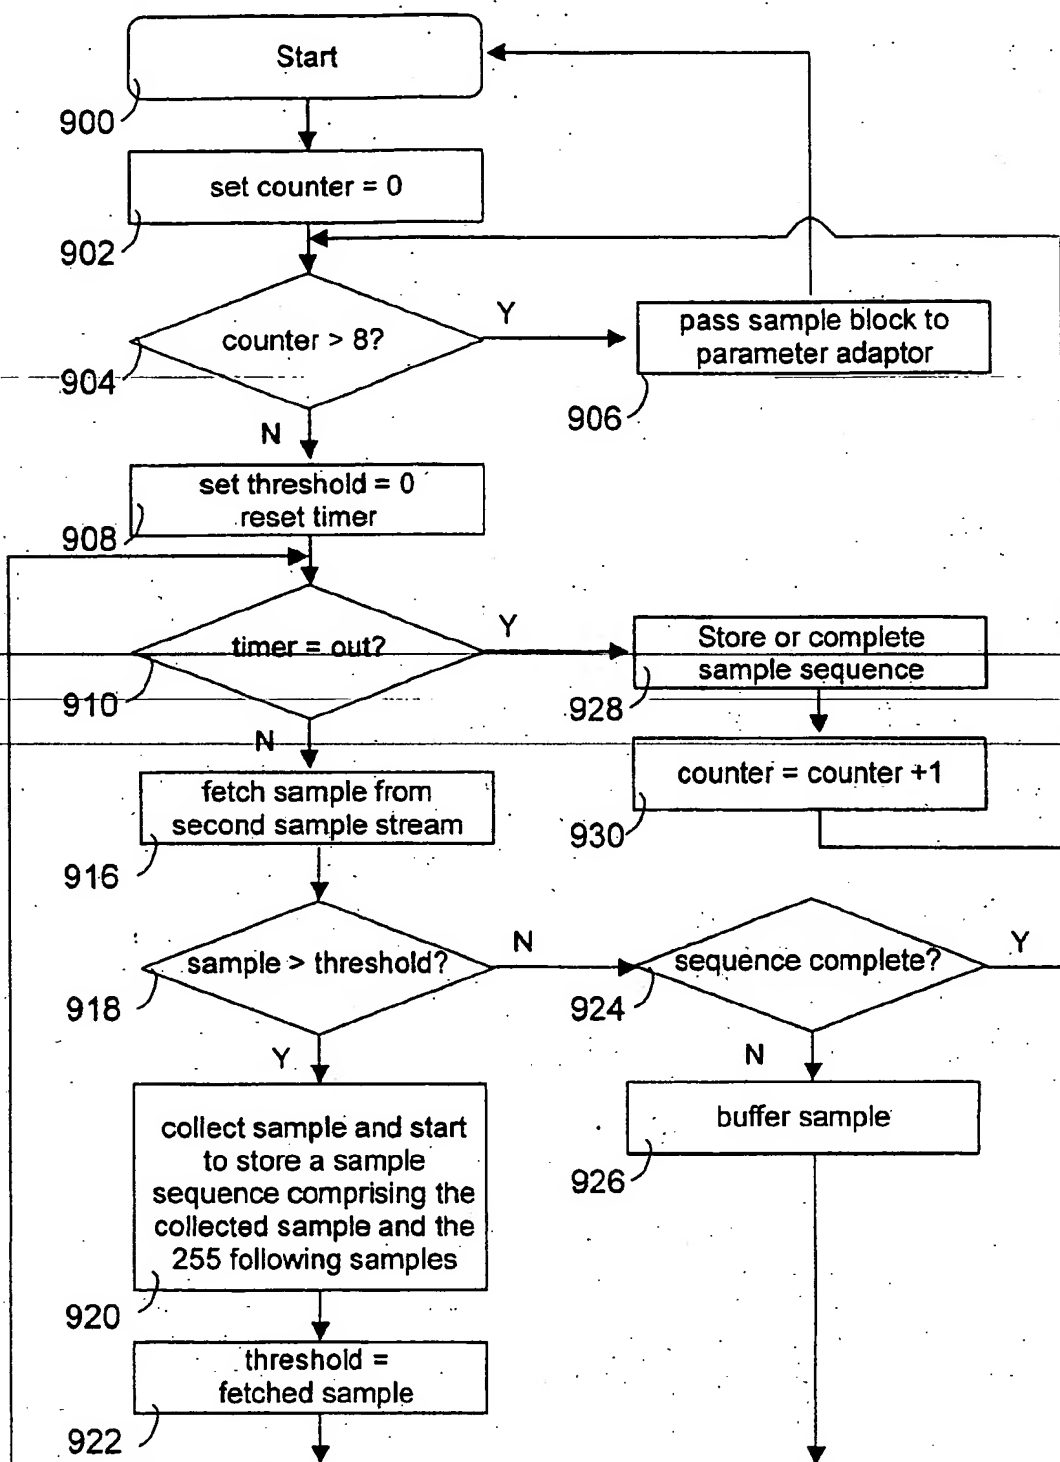 Start
900
set counter = 0
902
counter > 8?
Y
904
N
pass sample block to
parameter adaptor
906
set threshold = 0
reset timer
908
timer = out?
Y
910
N
Store or complete
sample sequence
928
counter = counter +1
930
fetch sample from
second sample stream
916
sample > threshold?
N
918
Y
sequence complete?
Y
924
N
collect sample and start
to store a sample
sequence comprising the
collected sample and the
255 following samples
920
buffer sample
926
threshold =
fetched sample
922